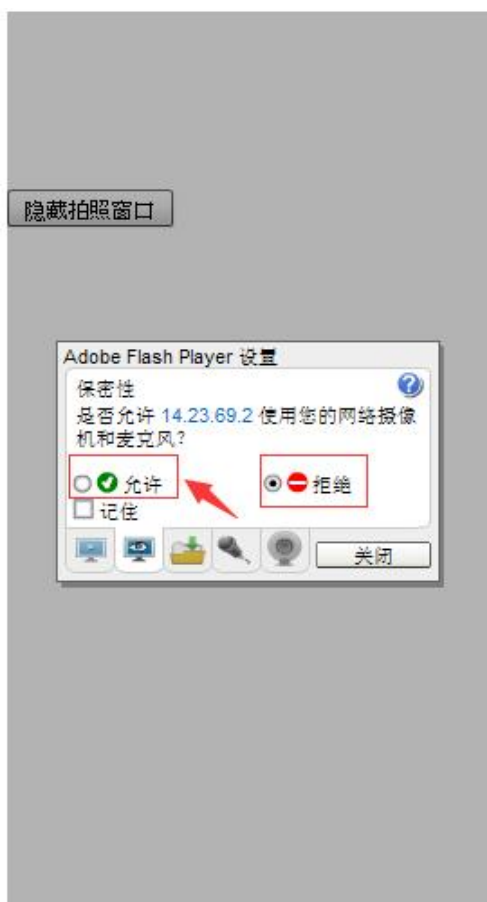 隐藏拍照窗口
Adobe Flash Player 设置
保密性
是否允许 14.23.69.2 使用您的网络摄像
机和麦克风？
允许
拒绝
记住
关闭